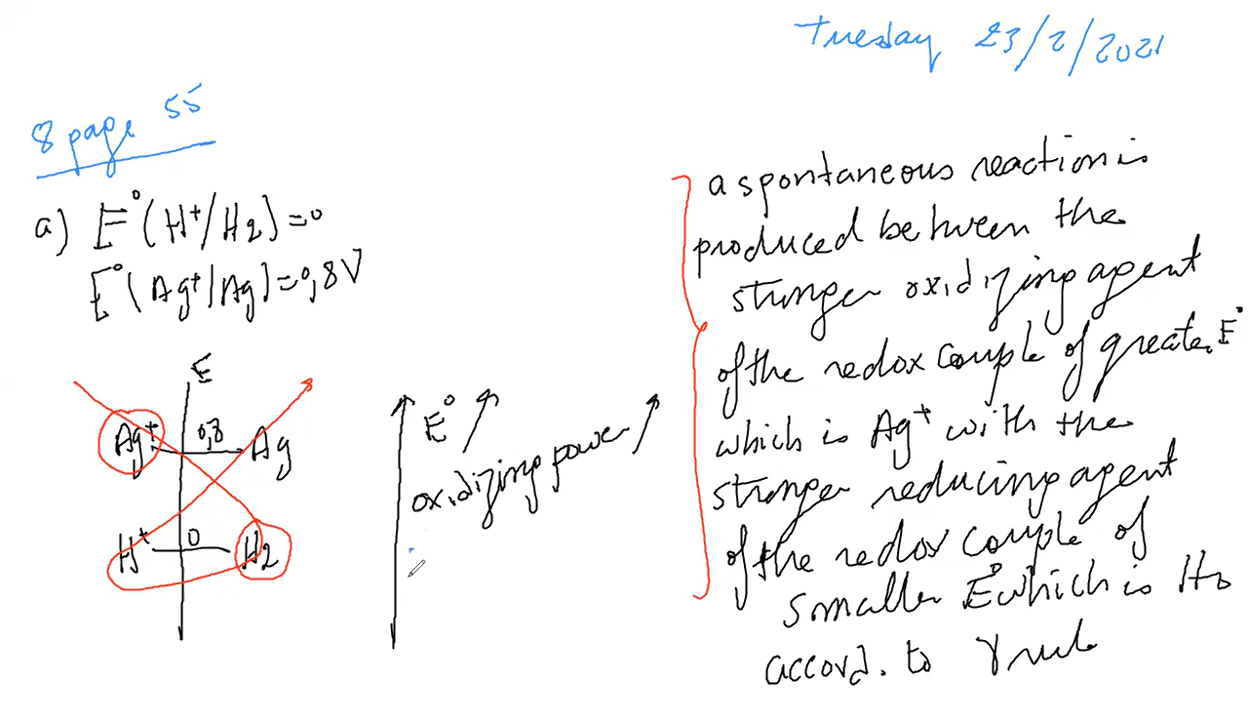 Tuesday 23/2/2021
8 page 55
a) E°(H+/H2)=0
E°(Ag+/Ag)=0,8V
E
Ag+ 0,8 Ag
H+ 0 H2
E°
oxidizing power
a spontaneous reaction is
produced between the
stronger oxidizing agent
of the redox couple of greater E°
which is Ag+ with the
stronger reducing agent
of the redox couple of
smaller E° which is H2
accord. to γ rule